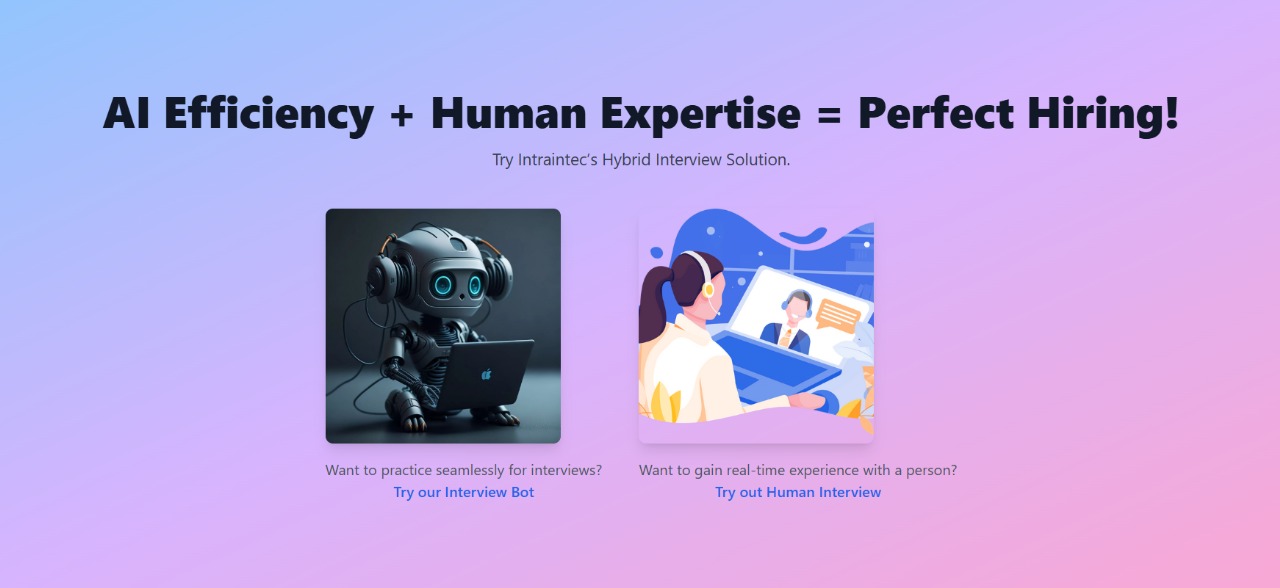 AI Efficiency + Human Expertise = Perfect Hiring!
Try Intraintec's Hybrid Interview Solution.
Want to practice seamlessly for interviews?
Try our Interview Bot
Want to gain real-time experience with a person?
Try out Human Interview